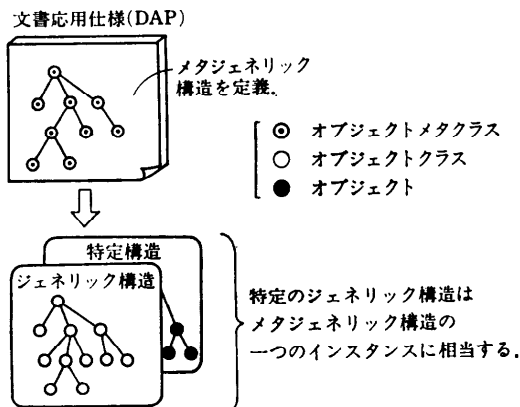 文書応用仕様(DAP)
メタジェネリック
構造を定義.
オブジェクトメタクラス
オブジェクトクラス
オブジェクト
特定構造
ジェネリック構造
特定のジェネリック構造は
メタジェネリック構造の
一つのインスタンスに相当する.